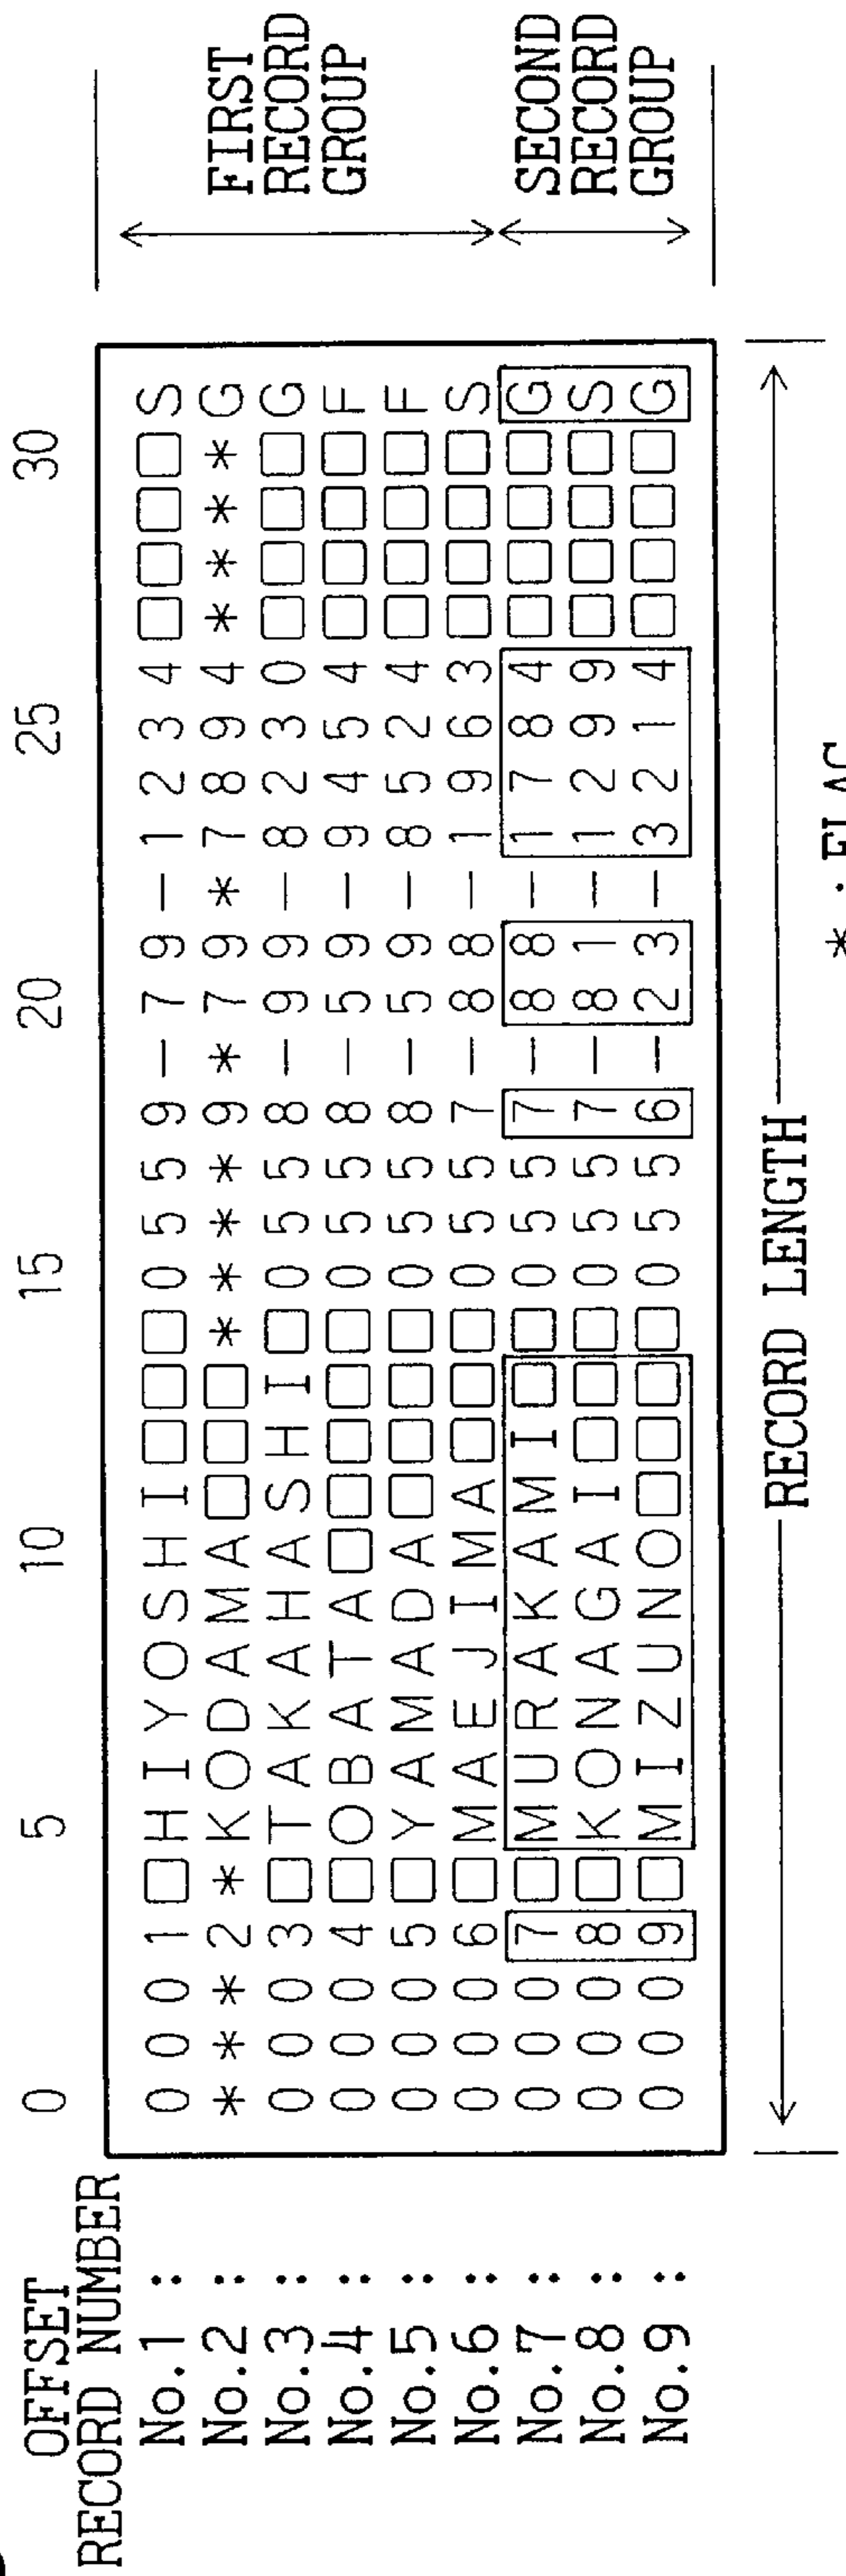 OFFSET 0 5 10 15 20 25 30
RECORD NUMBER
No.1 : 0001□HIYOSHI□□□0559-79-1234□□□□S
No.2 : ***2*KODAMA□□□****9*79*7894****G
No.3 : 0003□TAKAHASHI□0558-99-8230□□□□G
No.4 : 0004□OBATA□□□□□0558-59-9454□□□□F
No.5 : 0005□YAMADA□□□□0558-59-8524□□□□F
No.6 : 0006□MAEJIMA□□□0557-88-1963□□□□S
No.7 : 0007□MURAKAMI□□0557-88-1784□□□□G
No.8 : 0008□KONAGAI□□□0557-81-1299□□□□S
No.9 : 0009□MIZUNO□□□□0556-23-3214□□□□G
FIRST
RECORD
GROUP
SECOND
RECORD
GROUP
RECORD LENGTH